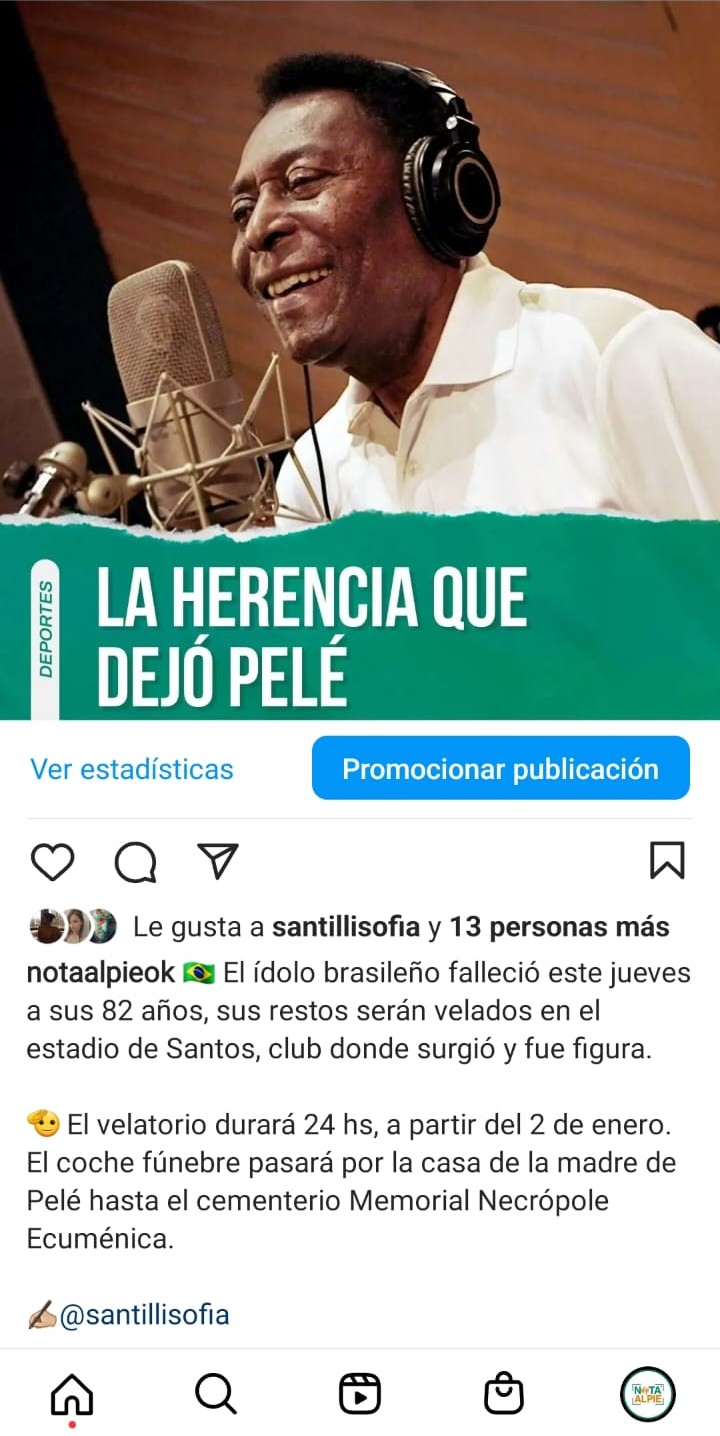 DEPORTES
LA HERENCIA QUE
DEJÓ PELÉ
Ver estadísticas
Promocionar publicación
Le gusta a santillisofia y 13 personas más
notaalpieok 🇧🇷 El ídolo brasileño falleció este jueves
a sus 82 años, sus restos serán velados en el
estadio de Santos, club donde surgió y fue figura.
🫡 El velatorio durará 24 hs, a partir del 2 de enero.
El coche fúnebre pasará por la casa de la madre de
Pelé hasta el cementerio Memorial Necrópole
Ecuménica.
✍🏼@santillisofia
NOTA
ALPIE